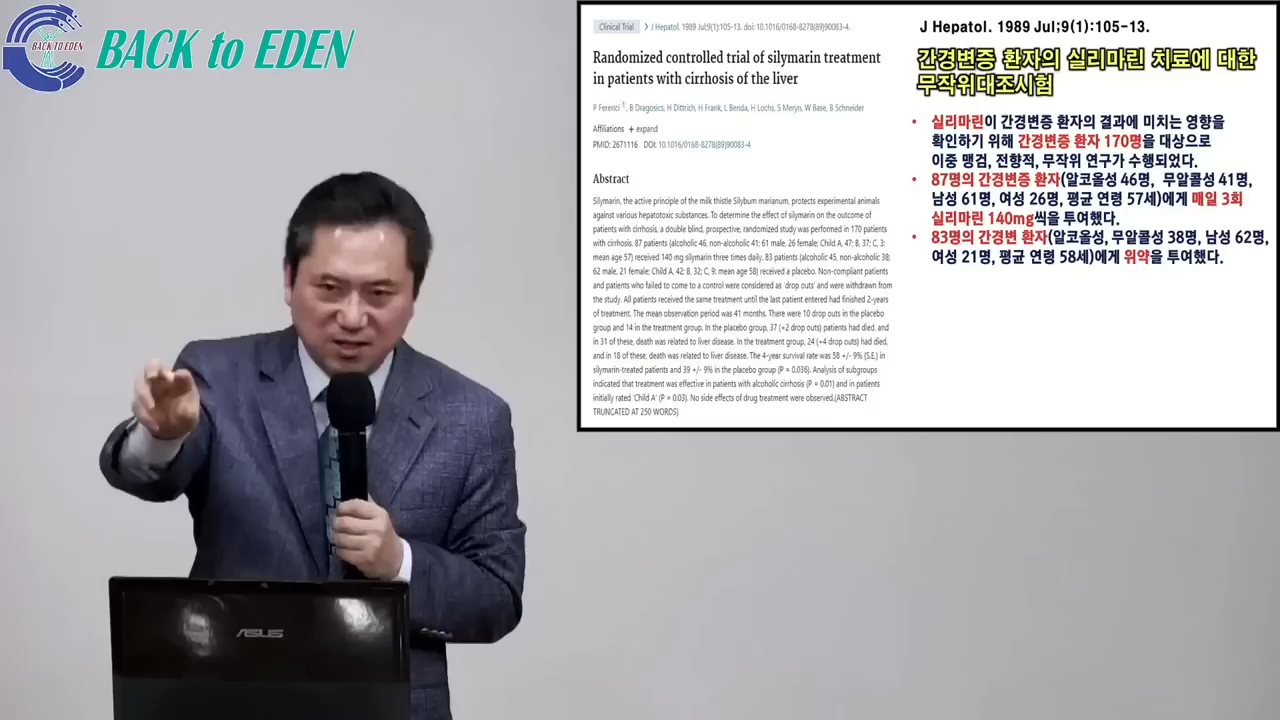 BACK TO EDEN
BACK to EDEN
Clinical Trial
> J Hepatol. 1989 Jul;9(1):105-13. doi: 10.1016/0168-8278(89)90083-4.
Randomized controlled trial of silymarin treatment
in patients with cirrhosis of the liver
P Ferenci 1, B Dragosics, H Dittrich, H Frank, L Benda, H Lochs, S Meryn, W Base, B Schneider
Affiliations + expand
PMID: 2671116 DOI: 10.1016/0168-8278(89)90083-4
Abstract
Silymarin, the active principle of the milk thistle Silybum marianum, protects experimental animals
against various hepatotoxic substances. To determine the effect of silymarin on the outcome of
patients with cirrhosis, a double blind, prospective, randomized study was performed in 170 patients
with cirrhosis. 87 patients (alcoholic 46, non-alcoholic 41; 61 male, 26 female; Child A, 47; B, 37; C, 3;
mean age 57) received 140 mg silymarin three times daily. 83 patients (alcoholic 45, non-alcoholic 38;
62 male, 21 female; Child A, 42; B, 32; C, 9; mean age 58) received a placebo. Non-compliant patients
and patients who failed to come to a control were considered as 'drop outs' and were withdrawn from
the study. All patients received the same treatment until the last patient entered had finished 2-years
of treatment. The mean observation period was 41 months. There were 10 drop outs in the placebo
group and 14 in the treatment group. In the placebo group, 37 (+2 drop outs) patients had died, and
in 31 of these, death was related to liver disease. In the treatment group, 24 (+4 drop outs) had died,
and in 18 of these, death was related to liver disease. The 4-year survival rate was 58 +/- 9% (S.E.) in
silymarin-treated patients and 39 +/- 9% in the placebo group (P = 0.036). Analysis of subgroups
indicated that treatment was effective in patients with alcoholic cirrhosis (P = 0.01) and in patients
initially rated 'Child A' (P = 0.03). No side effects of drug treatment were observed.(ABSTRACT
TRUNCATED AT 250 WORDS)
J Hepatol. 1989 Jul;9(1):105-13.
간경변증 환자의 실리마린 치료에 대한
무작위대조시험
• 실리마린이 간경변증 환자의 결과에 미치는 영향을
확인하기 위해 간경변증 환자 170명을 대상으로
이중 맹검, 전향적, 무작위 연구가 수행되었다.
• 87명의 간경변증 환자(알코올성 46명, 무알콜성 41명,
남성 61명, 여성 26명, 평균 연령 57세)에게 매일 3회
실리마린 140mg씩을 투여했다.
• 83명의 간경변 환자(알코올성, 무알콜성 38명, 남성 62명,
여성 21명, 평균 연령 58세)에게 위약을 투여했다.
ASUS